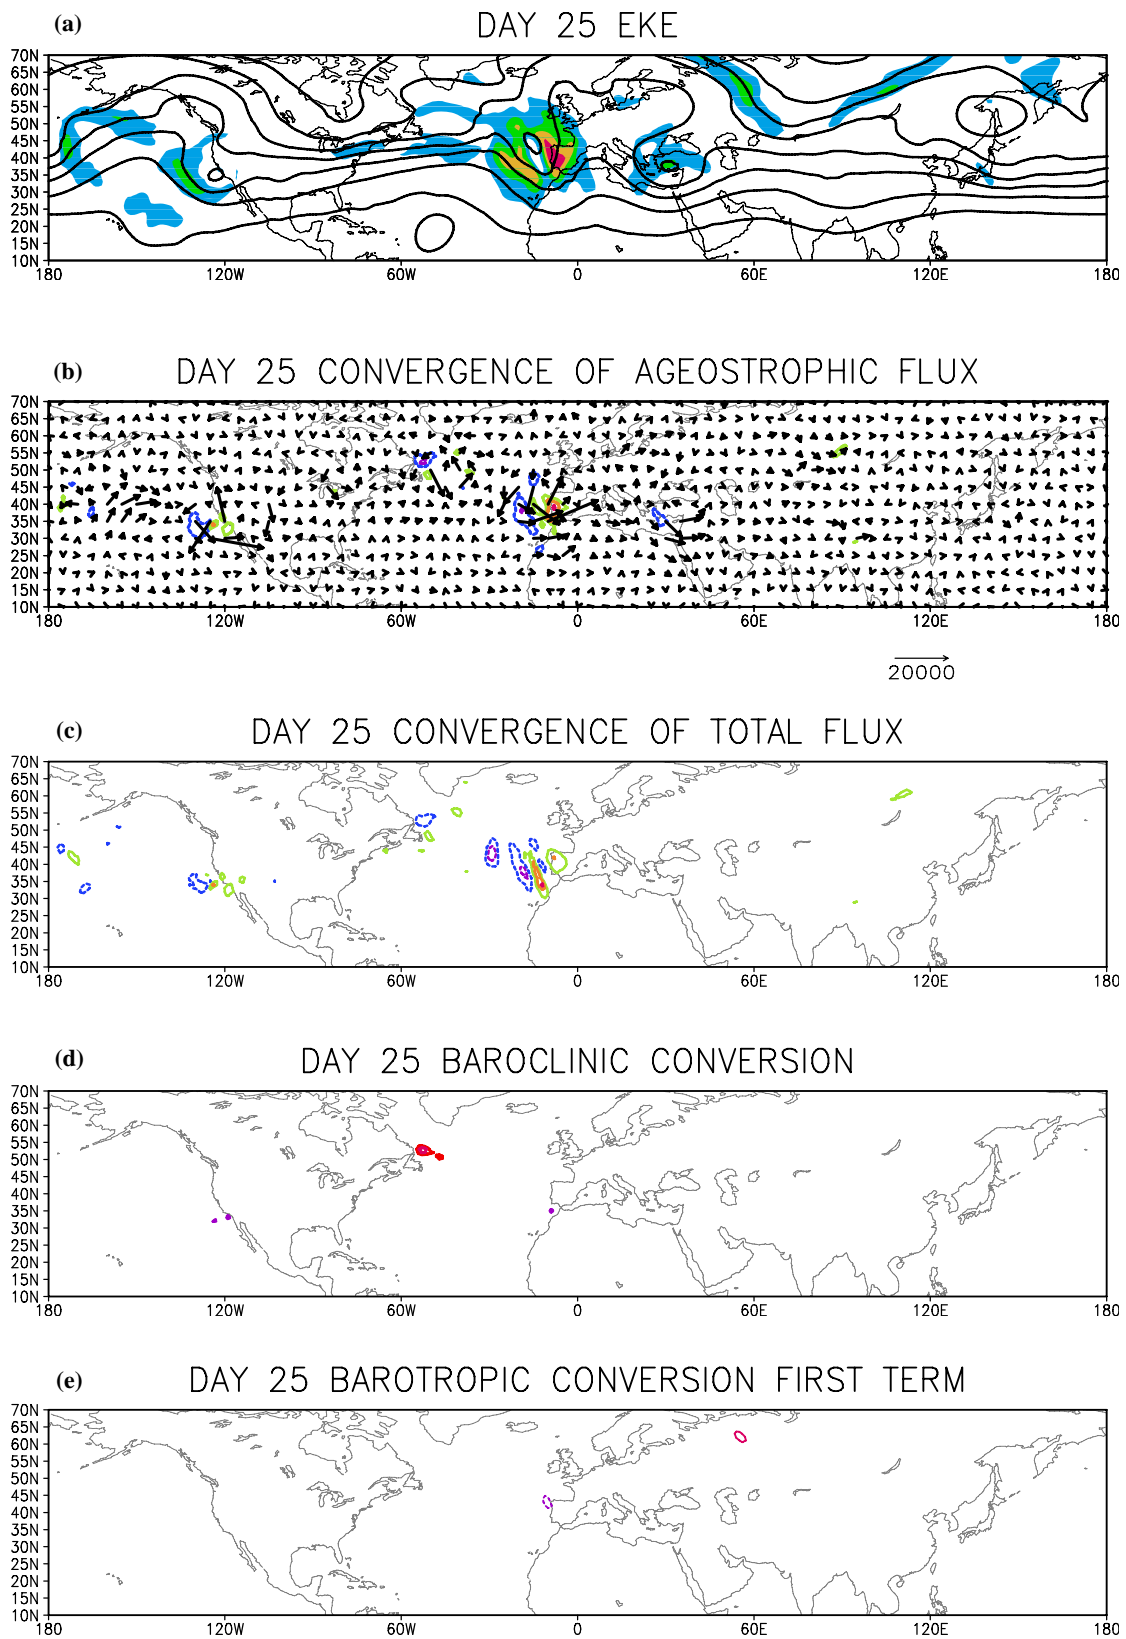 (a) DAY 25 EKE
70N
65N
60N
55N
50N
45N
40N
35N
30N
25N
20N
15N
10N
180 120W 60W 0 60E 120E 180
(b) DAY 25 CONVERGENCE OF AGEOSTROPHIC FLUX
70N
65N
60N
55N
50N
45N
40N
35N
30N
25N
20N
15N
10N
180 120W 60W 0 60E 120E 180
20000
(c) DAY 25 CONVERGENCE OF TOTAL FLUX
70N
65N
60N
55N
50N
45N
40N
35N
30N
25N
20N
15N
10N
180 120W 60W 0 60E 120E 180
(d) DAY 25 BAROCLINIC CONVERSION
70N
65N
60N
55N
50N
45N
40N
35N
30N
25N
20N
15N
10N
180 120W 60W 0 60E 120E 180
(e) DAY 25 BAROTROPIC CONVERSION FIRST TERM
70N
65N
60N
55N
50N
45N
40N
35N
30N
25N
20N
15N
10N
180 120W 60W 0 60E 120E 180